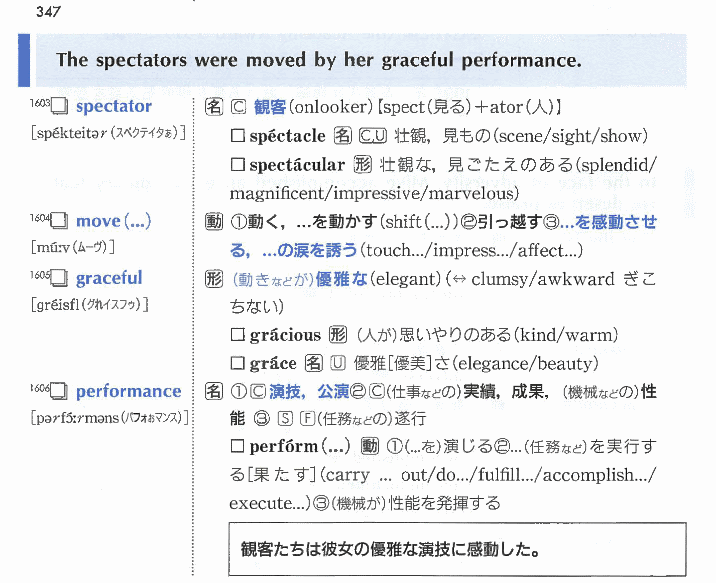 347
The spectators were moved by her graceful performance.
1603□ spectator
[spékteitər(スペクテイタぁ)]
名 C 観客(onlooker)【spect(見る)+ator(人)】
□ spéctacle 名 C,U 壮観，見もの(scene/sight/show)
□ spectácular 形 壮観な，見ごたえのある(splendid/
magnificent/impressive/marvelous)
1604□ move(...)
[múːv(ムーヴ)]
動 ①動く，...を動かす(shift(...))②引っ越す③...を感動させ
る，...の涙を誘う(touch.../impress.../affect...)
1605□ graceful
[gréisfl(グれイスフゥ)]
形 (動きなどが)優雅な(elegant)(↔clumsy/awkward ぎこ
ちない)
□ grácious 形 (人が)思いやりのある(kind/warm)
□ gráce 名 U 優雅[優美]さ(elegance/beauty)
1606□ performance
[pərfɔ́ːrməns(パフォぉマンス)]
名 ①C演技，公演②C(仕事などの)実績，成果，(機械などの)性
能 ③ S F(任務などの)遂行
□ perfórm(...) 動 ①(...を)演じる②...(任務など)を実行す
る[果たす](carry ... out/do.../fulfill.../accomplish.../
execute...)③(機械が)性能を発揮する
観客たちは彼女の優雅な演技に感動した。